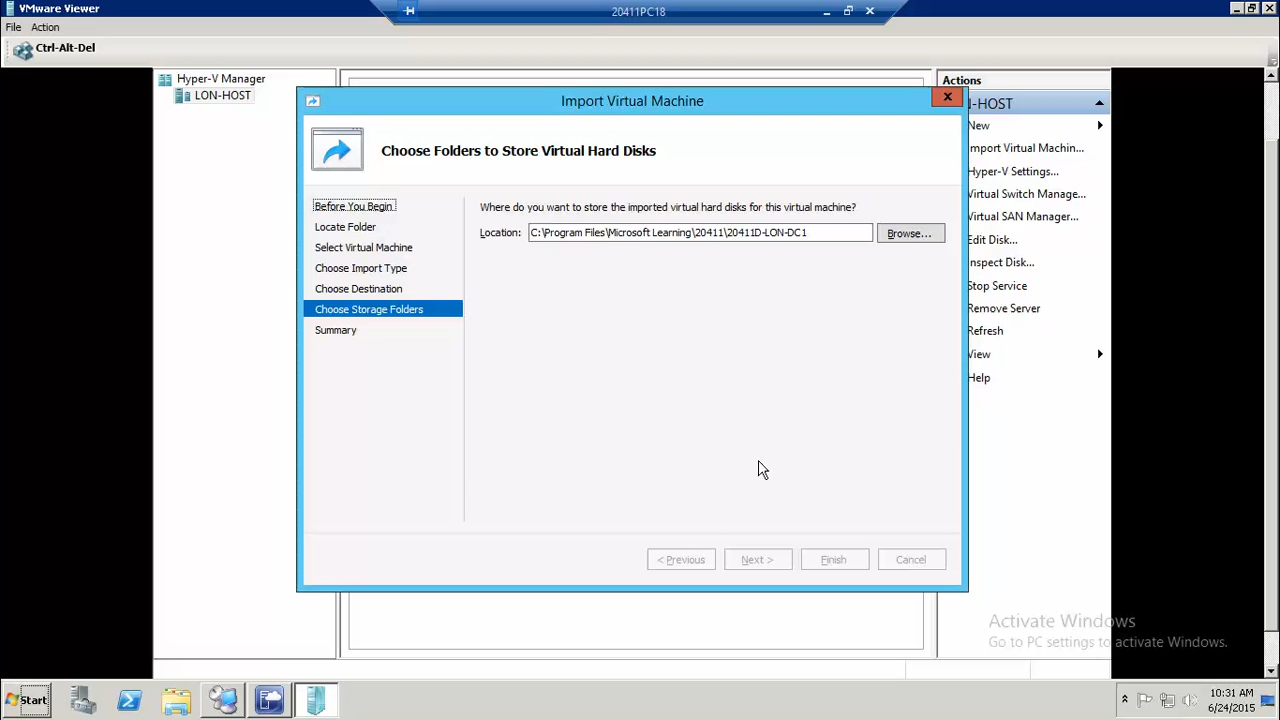 VMware Viewer
20411PC18
File Action
Ctrl-Alt-Del
Hyper-V Manager
LON-HOST
Import Virtual Machine
Choose Folders to Store Virtual Hard Disks
Before You Begin
Locate Folder
Select Virtual Machine
Choose Import Type
Choose Destination
Choose Storage Folders
Summary
Where do you want to store the imported virtual hard disks for this virtual machine?
Location: C:\Program Files\Microsoft Learning\20411\20411D-LON-DC1 Browse...
< Previous Next > Finish Cancel
Actions
N-HOST
New
Import Virtual Machin...
Hyper-V Settings...
Virtual Switch Manage...
Virtual SAN Manager...
Edit Disk...
Inspect Disk...
Stop Service
Remove Server
Refresh
View
Help
Activate Windows
Go to PC settings to activate Windows.
Start
10:31 AM
6/24/2015